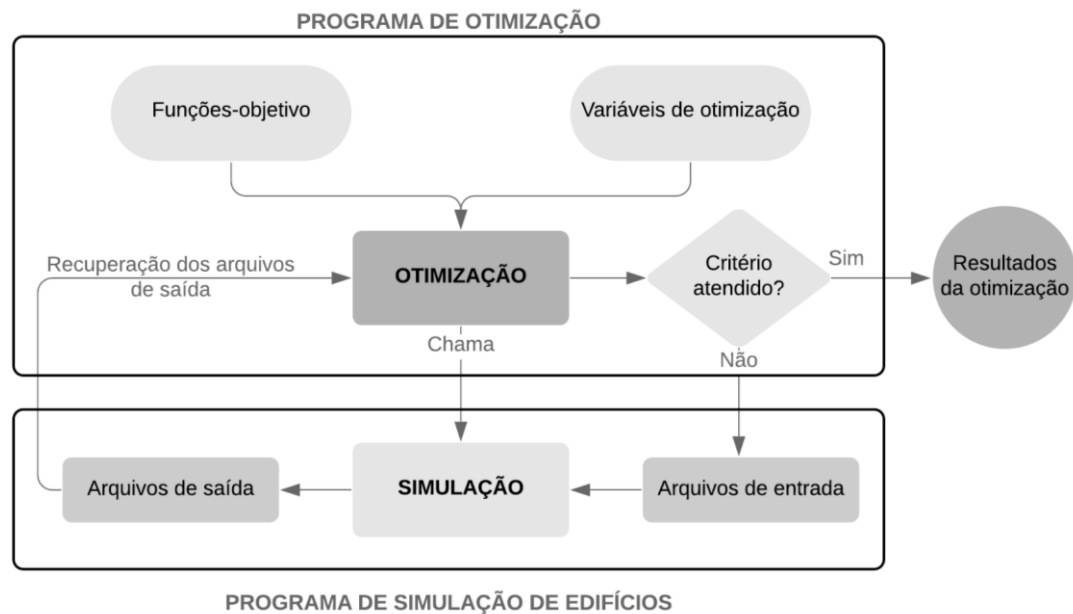 PROGRAMA DE OTIMIZAÇÃO
Funções-objetivo
Variáveis de otimização
Recuperação dos arquivos
de saída
OTIMIZAÇÃO
Critério
atendido?
Sim
Resultados
da otimização
Chama
Não
Arquivos de saída
SIMULAÇÃO
Arquivos de entrada
PROGRAMA DE SIMULAÇÃO DE EDIFÍCIOS